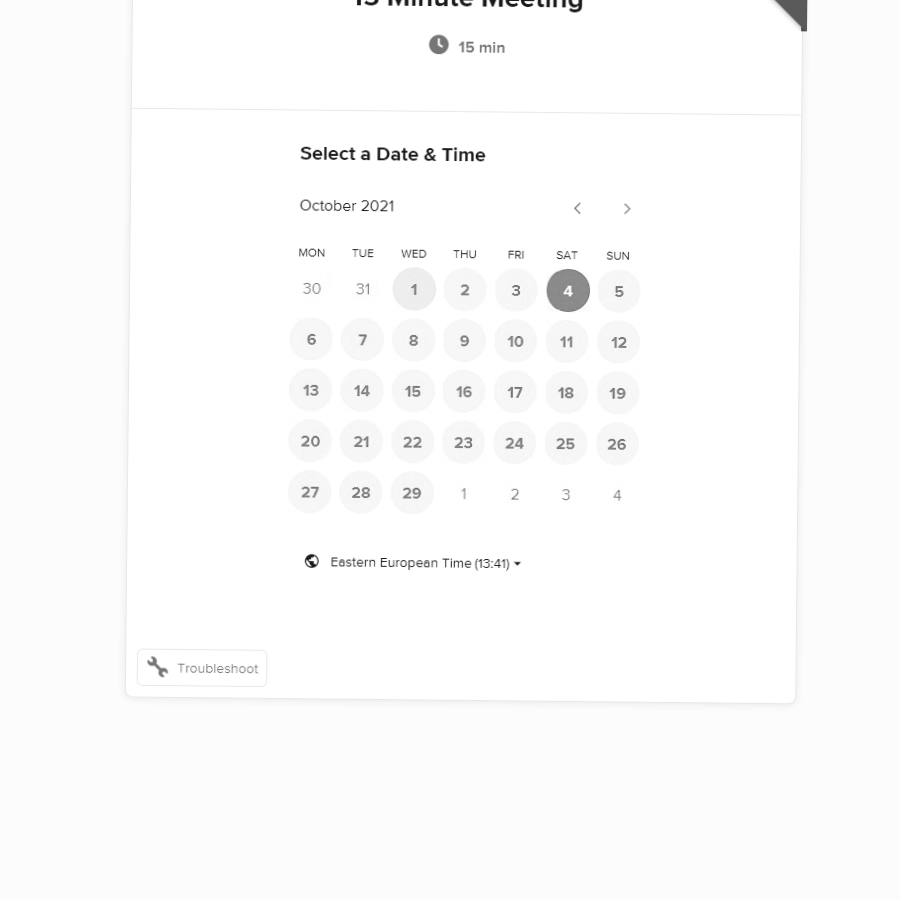 15 Minute Meeting
15 min
Select a Date & Time
October 2021
MON TUE WED THU FRI SAT SUN
30 31 1 2 3 4 5
6 7 8 9 10 11 12
13 14 15 16 17 18 19
20 21 22 23 24 25 26
27 28 29 1 2 3 4
Eastern European Time (13:41)
Troubleshoot